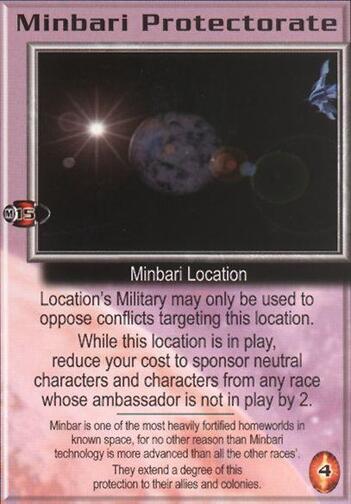 Minbari Protectorate
M 15
Minbari Location
Location's Military may only be used to
oppose conflicts targeting this location.
While this location is in play,
reduce your cost to sponsor neutral
characters and characters from any race
whose ambassador is not in play by 2.
Minbar is one of the most heavily fortified homeworlds in
known space, for no other reason than Minbari
technology is more advanced than all the other races'.
They extend a degree of this
protection to their allies and colonies.
4